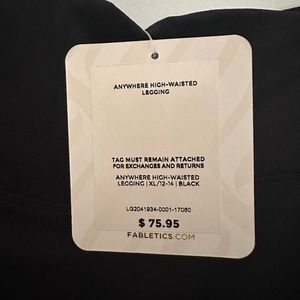 ANYWHERE HIGH-WAISTED
LEGGING
TAG MUST REMAIN ATTACHED
FOR EXCHANGES AND RETURNS
ANYWHERE HIGH-WAISTED
LEGGING | XL/12-14 | BLACK
LG2041934-0001-17060
$ 75.95
FABLETICS.COM